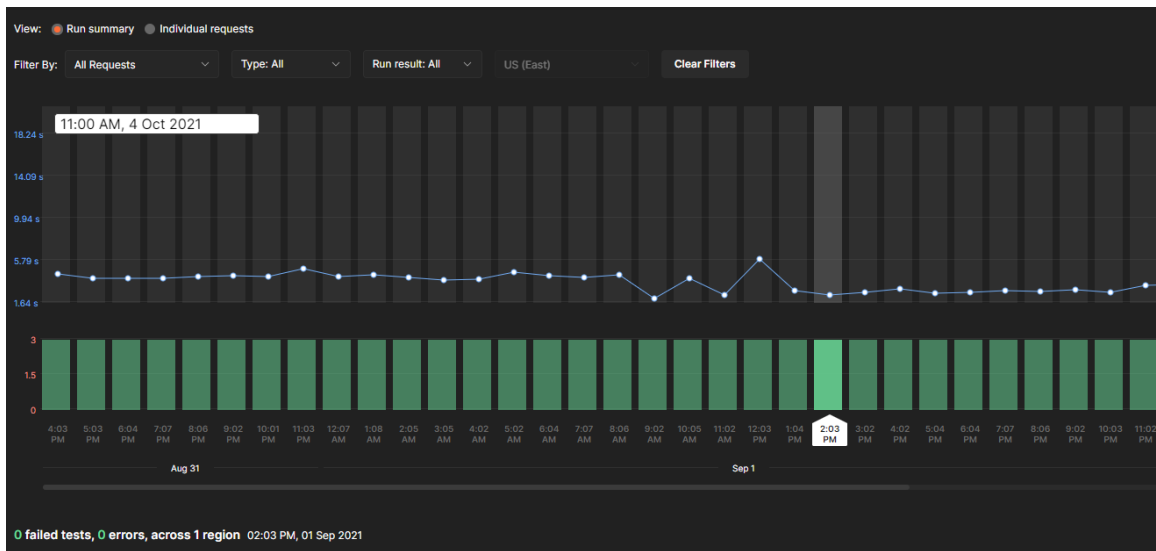 View: Run summary Individual requests
Filter By: All Requests Type: All Run result: All US (East) Clear Filters
11:00 AM, 4 Oct 2021
18.24 s
14.09 s
9.94 s
5.79 s
1.64 s
3
1.5
0
4:03 PM 5:03 PM 6:04 PM 7:07 PM 8:06 PM 9:02 PM 10:01 PM 11:03 PM 12:07 AM 1:08 AM 2:05 AM 3:05 AM 4:02 AM 5:02 AM 6:04 AM 7:07 AM 8:06 AM 9:02 AM 10:05 AM 11:02 AM 12:03 PM 1:04 PM 2:03 PM 3:02 PM 4:02 PM 5:04 PM 6:04 PM 7:07 PM 8:06 PM 9:02 PM 10:03 PM 11:02 PM
Aug 31 Sep 1
0 failed tests, 0 errors, across 1 region 02:03 PM, 01 Sep 2021